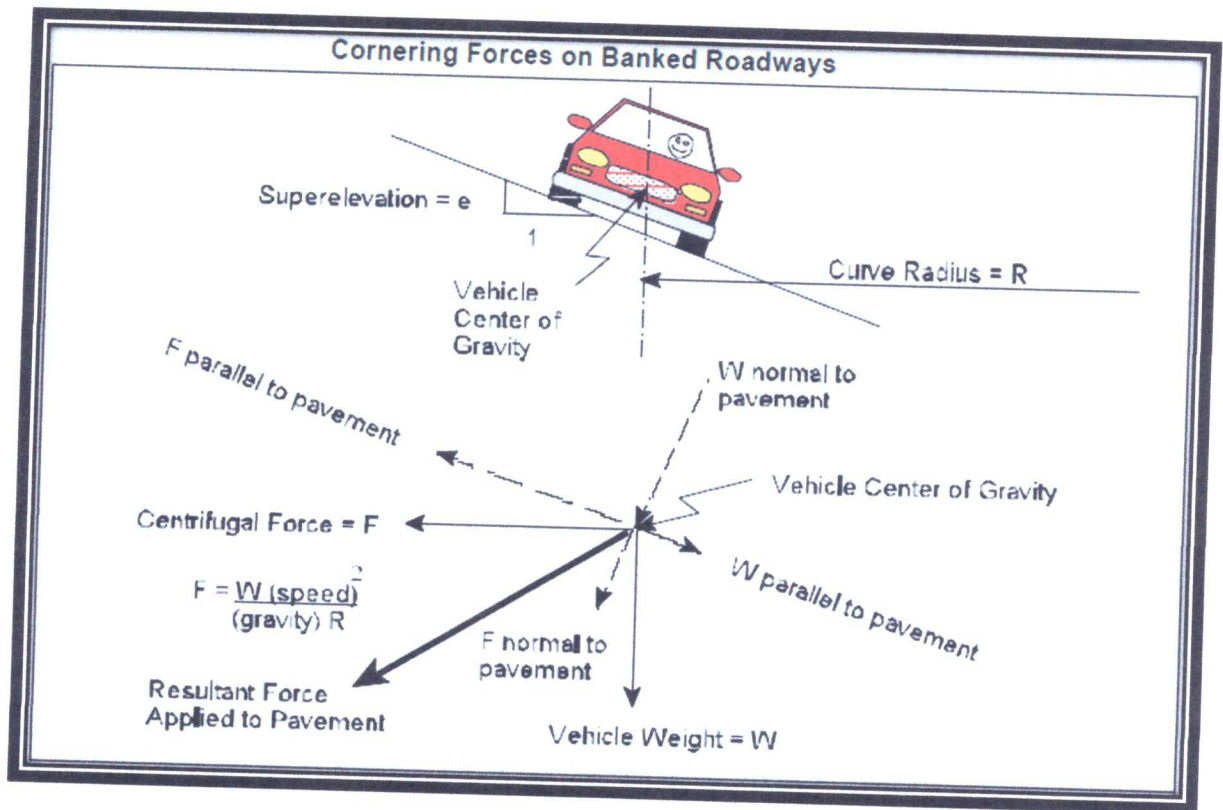 Cornering Forces on Banked Roadways
Superelevation = e
1
Vehicle
Center of
Gravity
Curve Radius = R
F parallel to pavement
W normal to
pavement
Vehicle Center of Gravity
Centrifugal Force = F
W parallel to pavement
F = W (speed)2
(gravity) R
F normal to
pavement
Resultant Force
Applied to Pavement
Vehicle Weight = W